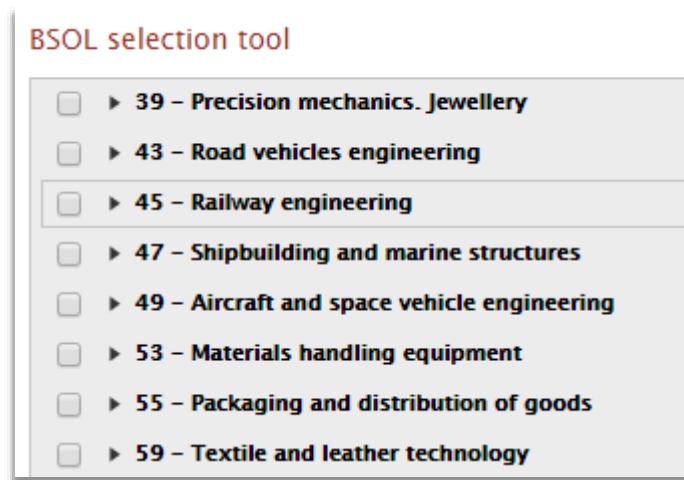 BSOL selection tool
39 – Precision mechanics. Jewellery
43 – Road vehicles engineering
45 – Railway engineering
47 – Shipbuilding and marine structures
49 – Aircraft and space vehicle engineering
53 – Materials handling equipment
55 – Packaging and distribution of goods
59 – Textile and leather technology